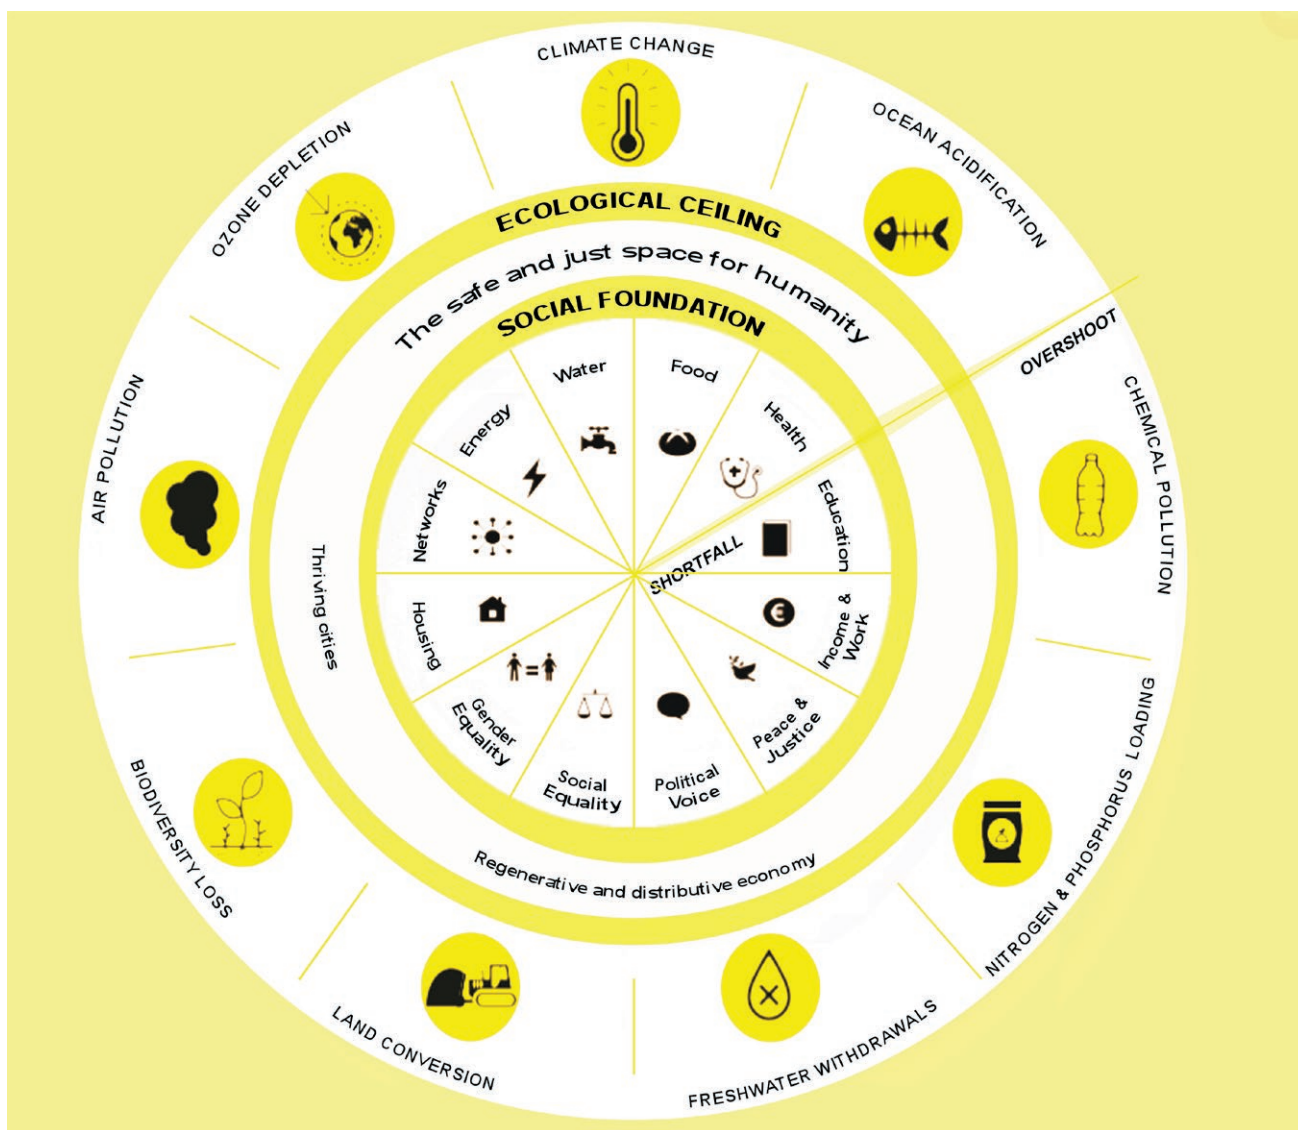 CLIMATE CHANGE
OCEAN ACIDIFICATION
OVERSHOOT
CHEMICAL POLLUTION
NITROGEN & PHOSPHORUS LOADING
FRESHWATER WITHDRAWALS
LAND CONVERSION
BIODIVERSITY LOSS
AIR POLLUTION
OZONE DEPLETION
ECOLOGICAL CEILING
The safe and just space for humanity
Thriving cities
Regenerative and distributive economy
SOCIAL FOUNDATION
Water
Food
Health
Education
SHORTFALL
Income &
Work
Peace &
Justice
Political
Voice
Social
Equality
Gender
Equality
Housing
Networks
Energy